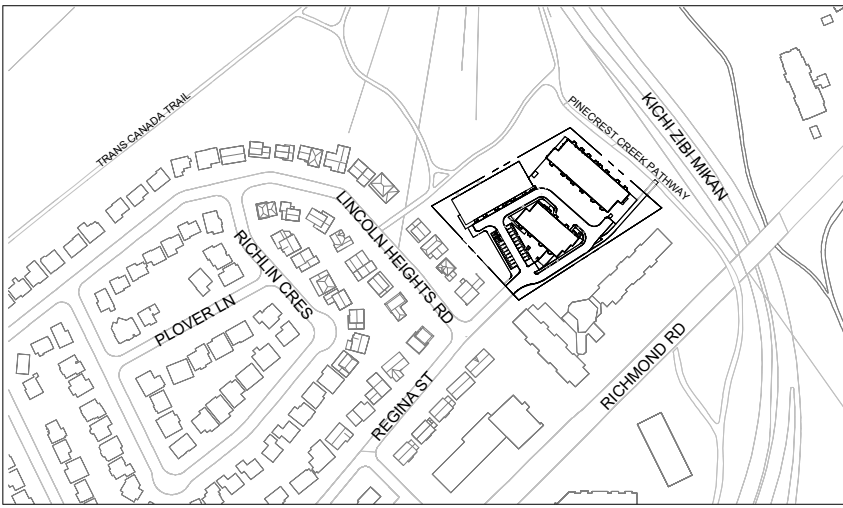 TRANS CANADA TRAIL
PINECREST CREEK PATHWAY
KICHI ZIBI MIKAN
LINCOLN HEIGHTS RD
RICHLIN CRES
PLOVER LN
REGINA ST
RICHMOND RD